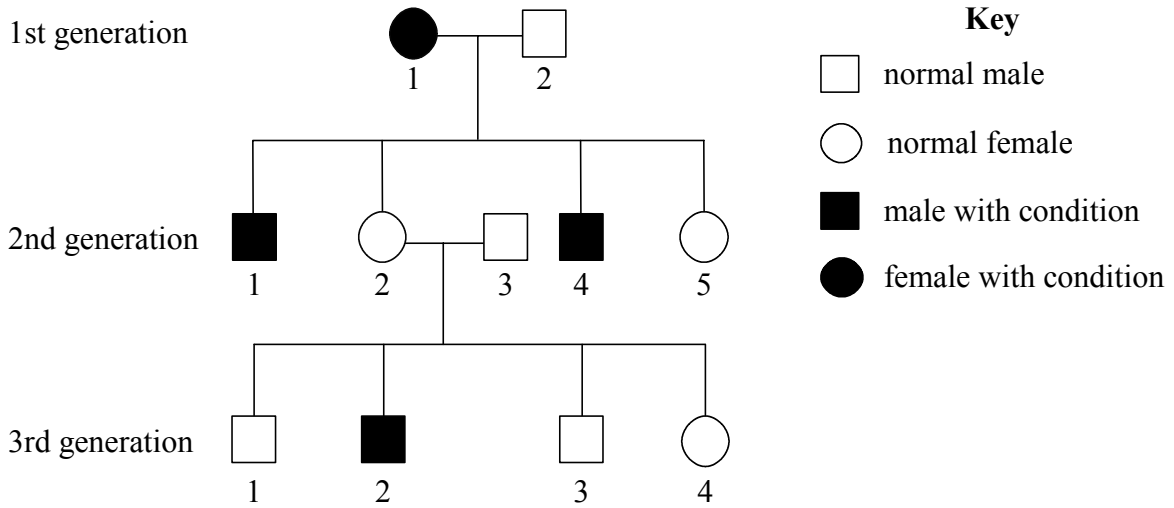 1st generation
1 2
2nd generation
1 2 3 4 5
3rd generation
1 2 3 4
Key
normal male
normal female
male with condition
female with condition